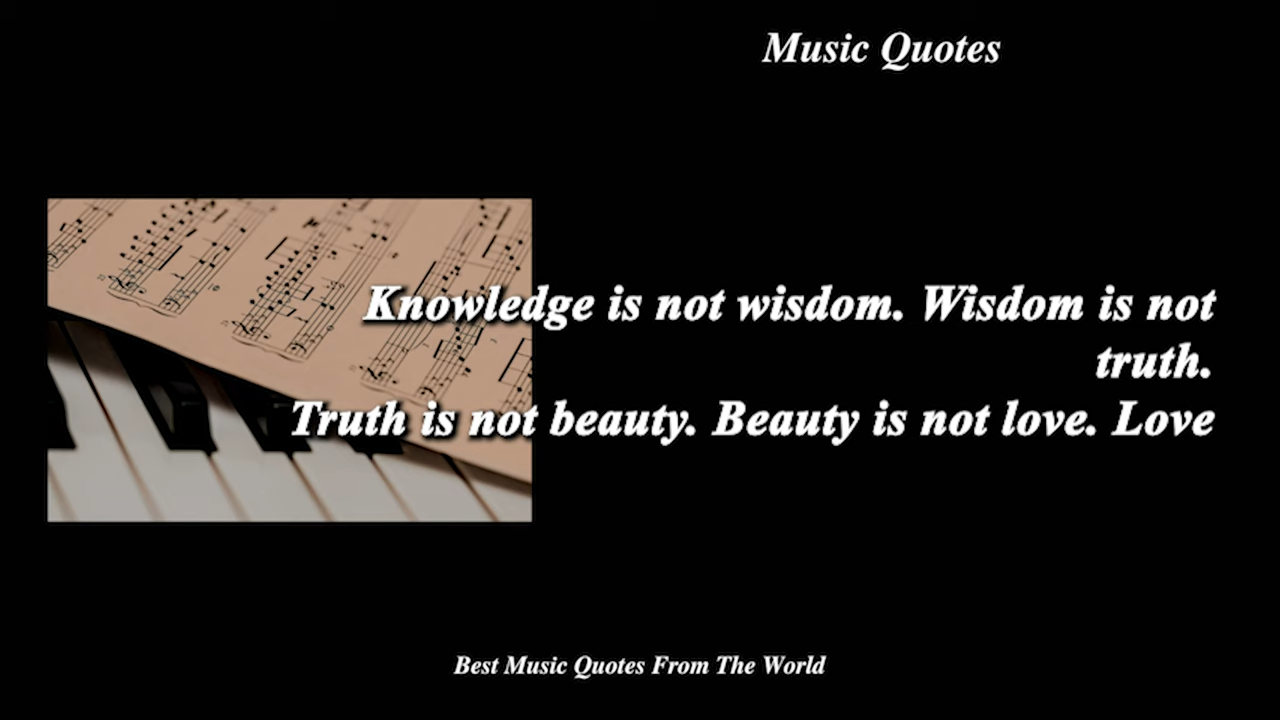 Music Quotes
Knowledge is not wisdom. Wisdom is not
truth.
Truth is not beauty. Beauty is not love. Love
Best Music Quotes From The World